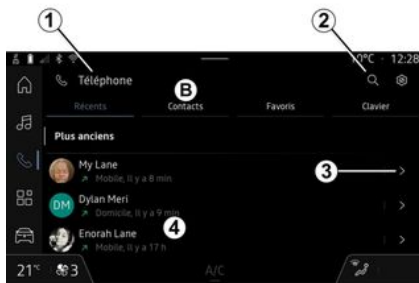 1
2
10°C 12:28
Téléphone
B
Récents Contacts Favoris Clavier
Plus anciens
My Lane
Mobile, Il y a 8 min
3
DM
Dylan Meri
Domicile, Il y a 9 min
Enorah Lane
Mobile, Il y a 17 h
4
21°C 3 A/C